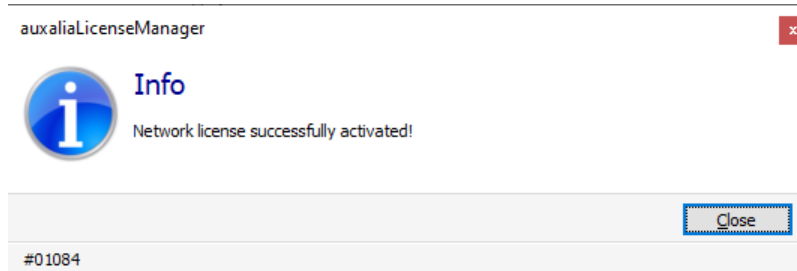 auxaliaLicenseManager
x
Info
Network license successfully activated!
Close
#01084